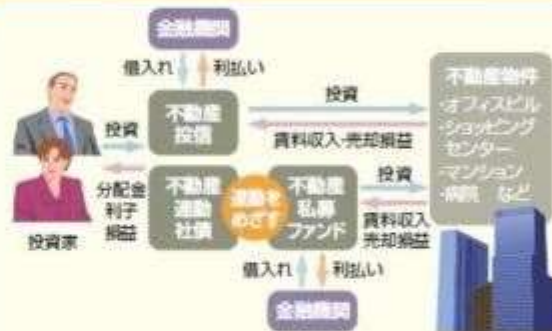 金融機関
借入れ
利払い
不動産
投信
投資
賃料収入・売却損益
不動産物件
・オフィスビル
・ショッピング
センター
・マンション
・病院 など
投資
分配金
利子
損益
投資家
不動産
連動
社債
連動を
めざす
不動産
私募
ファンド
投資
賃料収入
売却損益
借入れ
利払い
金融機関